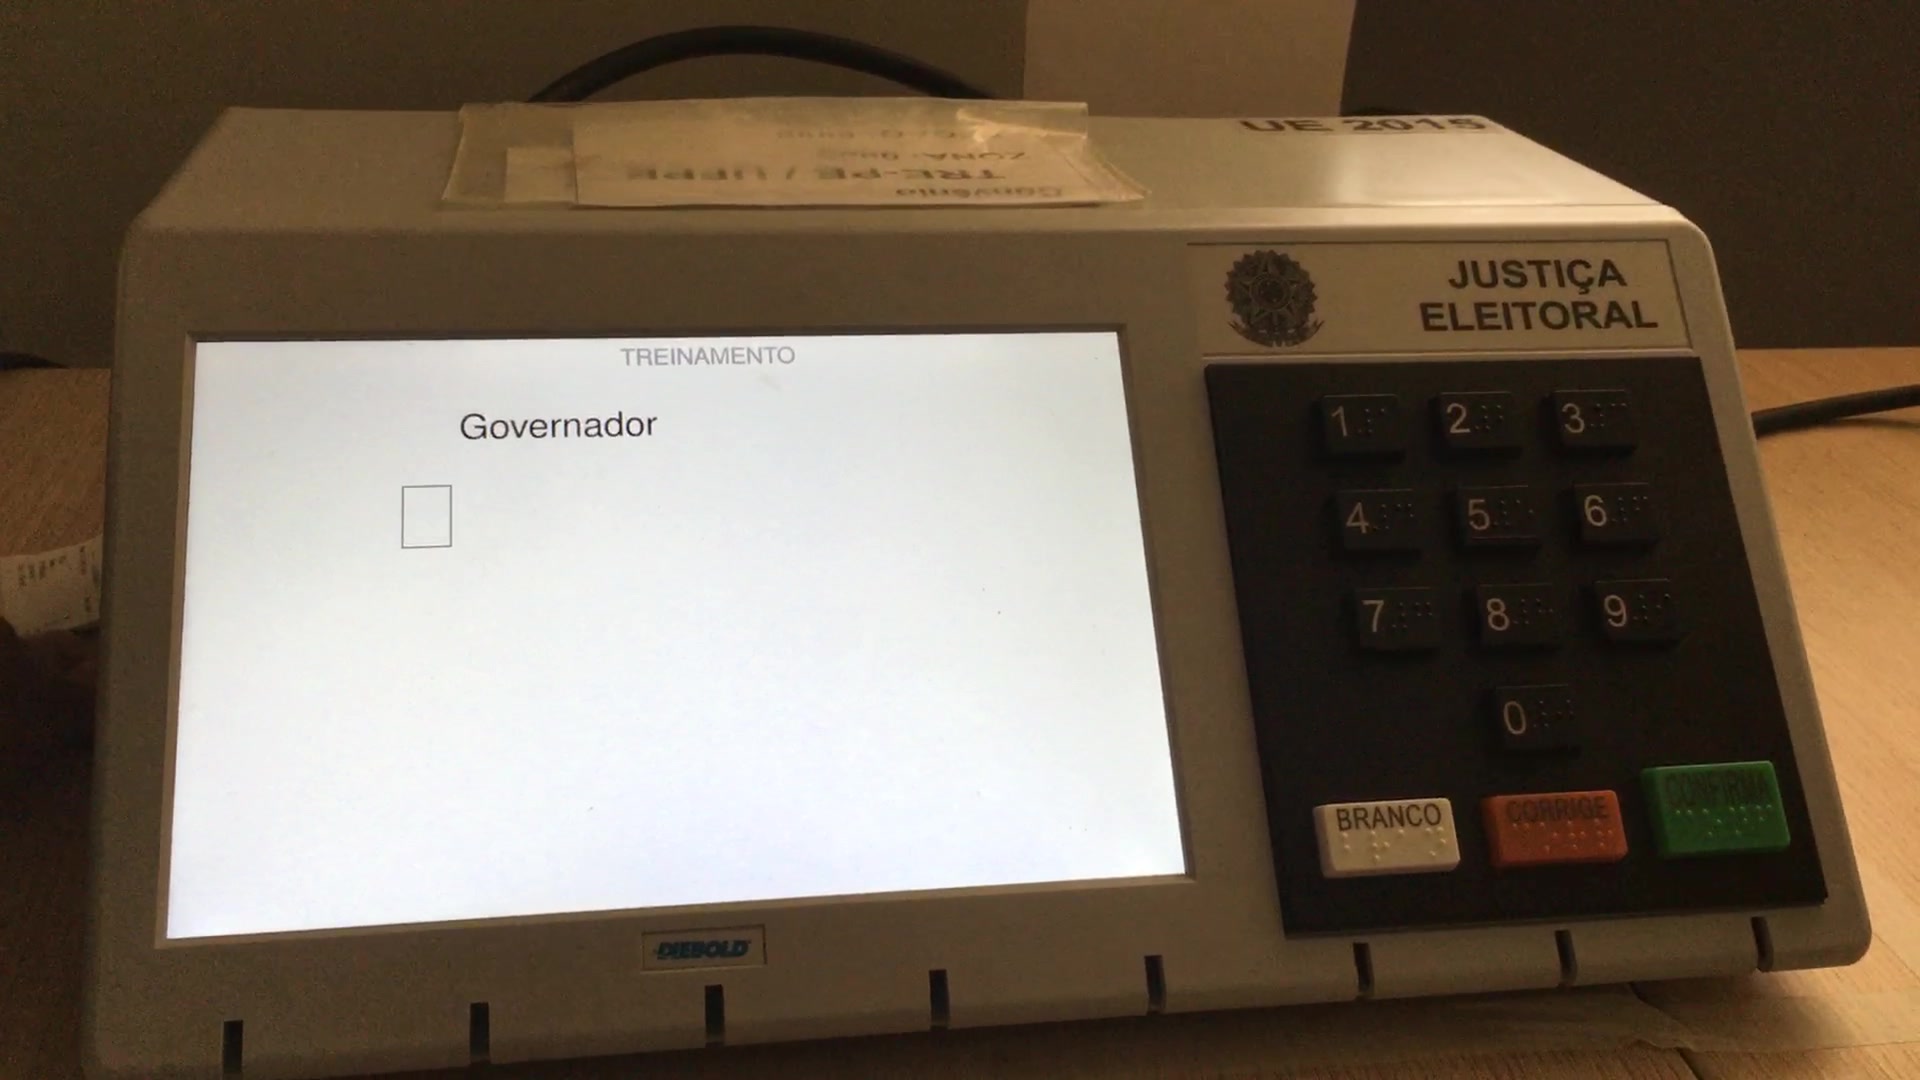 UE 2015
Convênio
TRE-PE / UFPE
JUSTIÇA
ELEITORAL
TREINAMENTO
Governador
1 2 3
4 5 6
7 8 9
0
BRANCO CORRIGE CONFIRMA
DIEBOLD